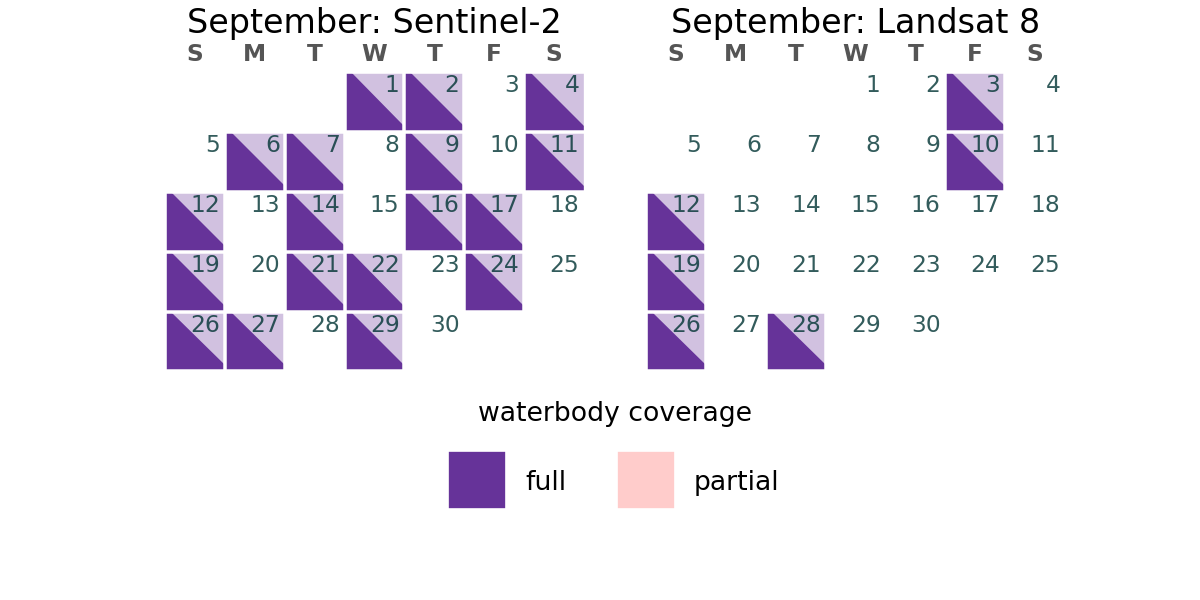 September: Sentinel-2
S M T W T F S
1 2 3 4
5 6 7 8 9 10 11
12 13 14 15 16 17 18
19 20 21 22 23 24 25
26 27 28 29 30
September: Landsat 8
S M T W T F S
1 2 3 4
5 6 7 8 9 10 11
12 13 14 15 16 17 18
19 20 21 22 23 24 25
26 27 28 29 30
waterbody coverage
full partial